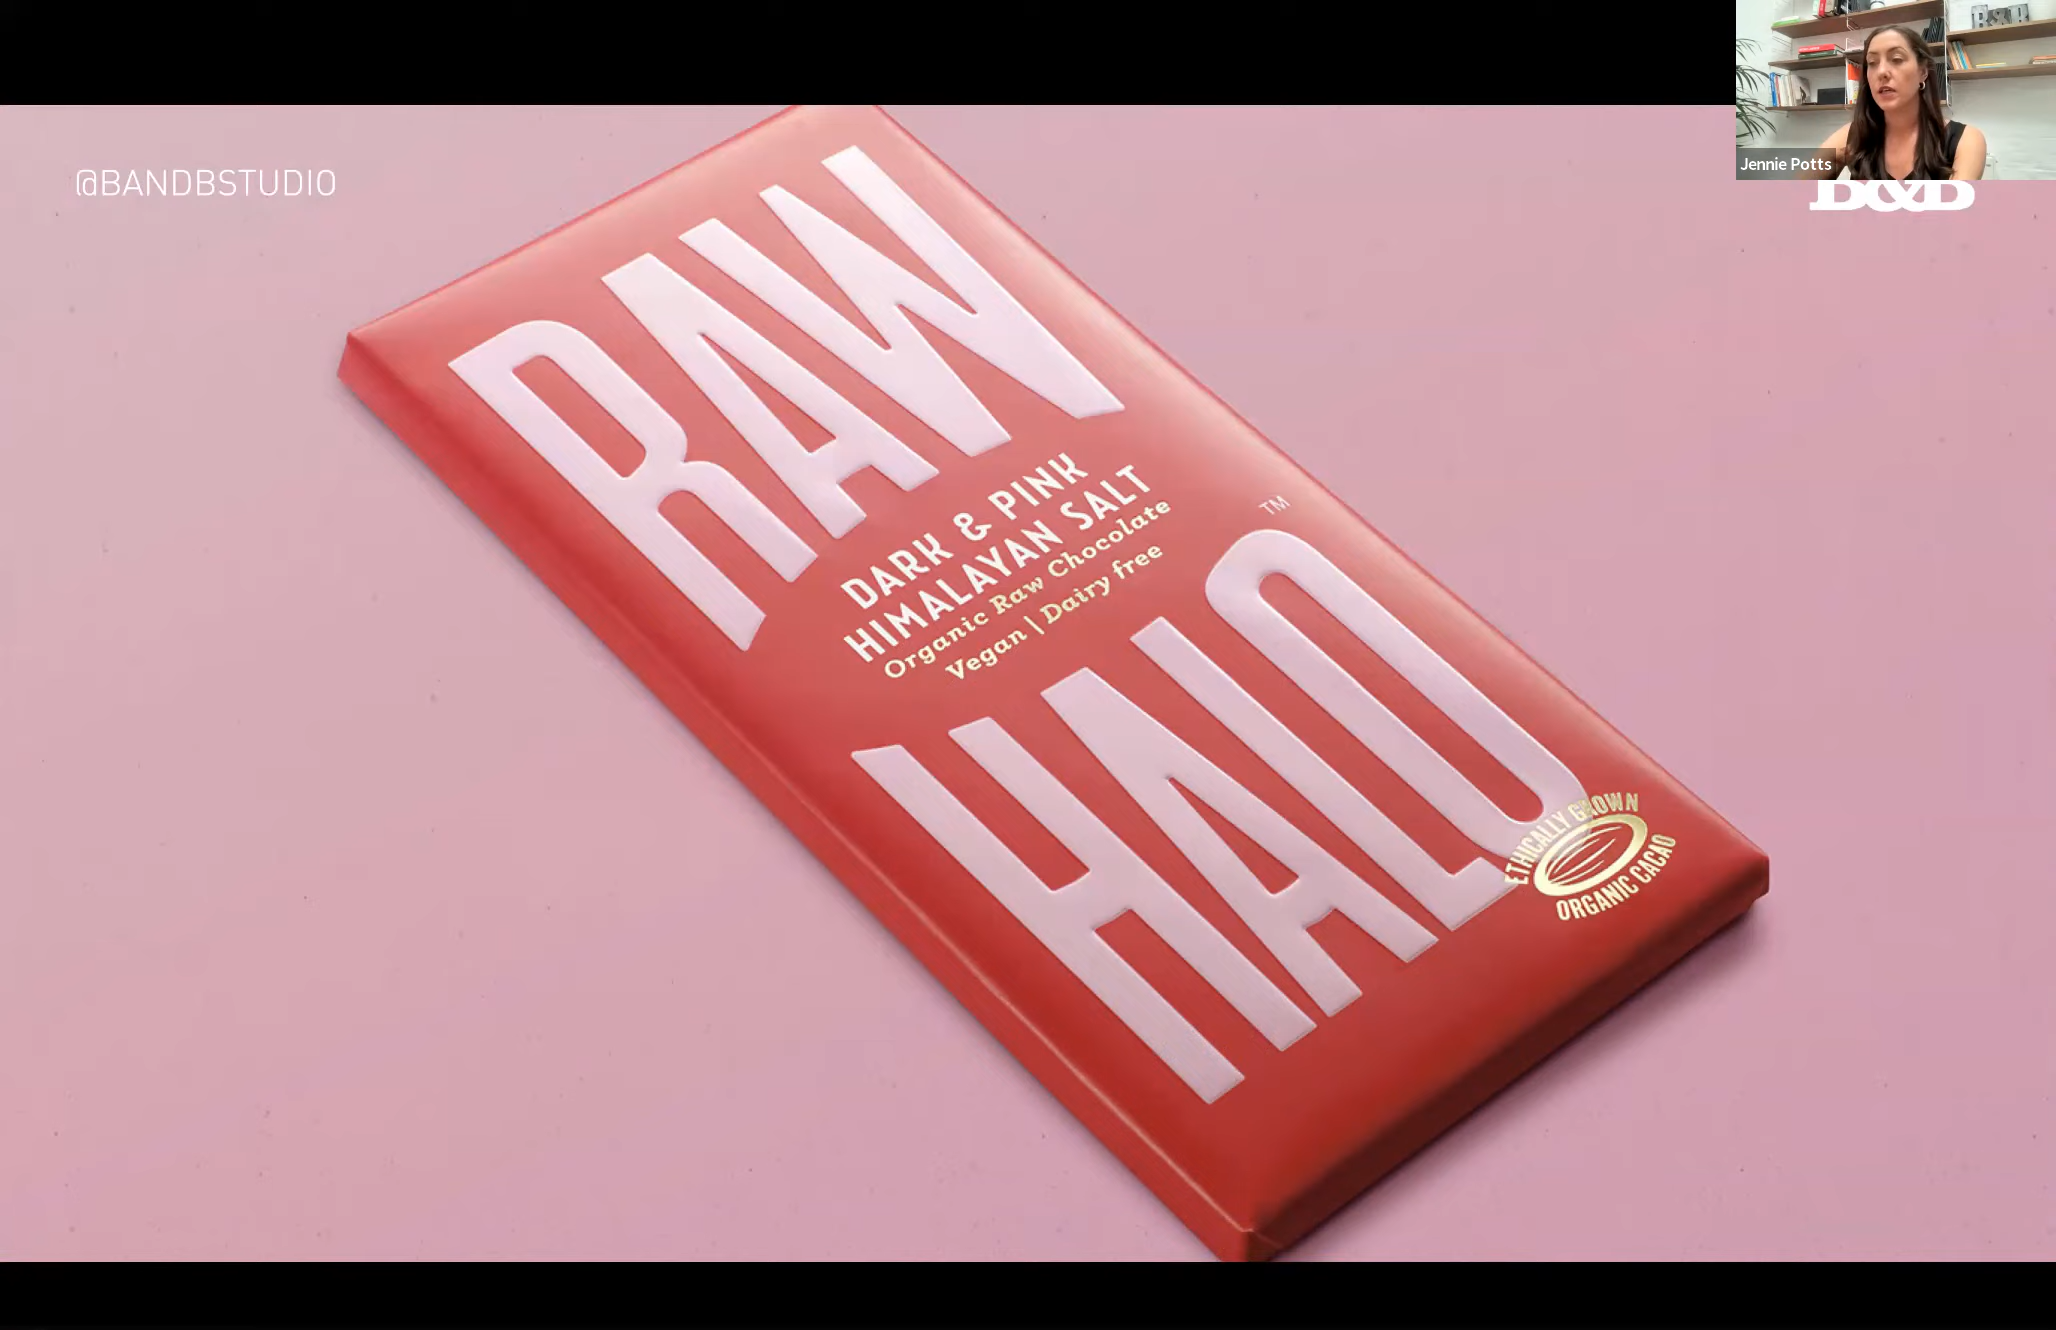 @BANDBSTUDIO
Jennie Potts
B&B
RAW
DARK & PINK
HIMALAYAN SALT
Organic Raw Chocolate
Vegan | Dairy free
TM
HALO
ETHICALLY GROWN
ORGANIC CACAO